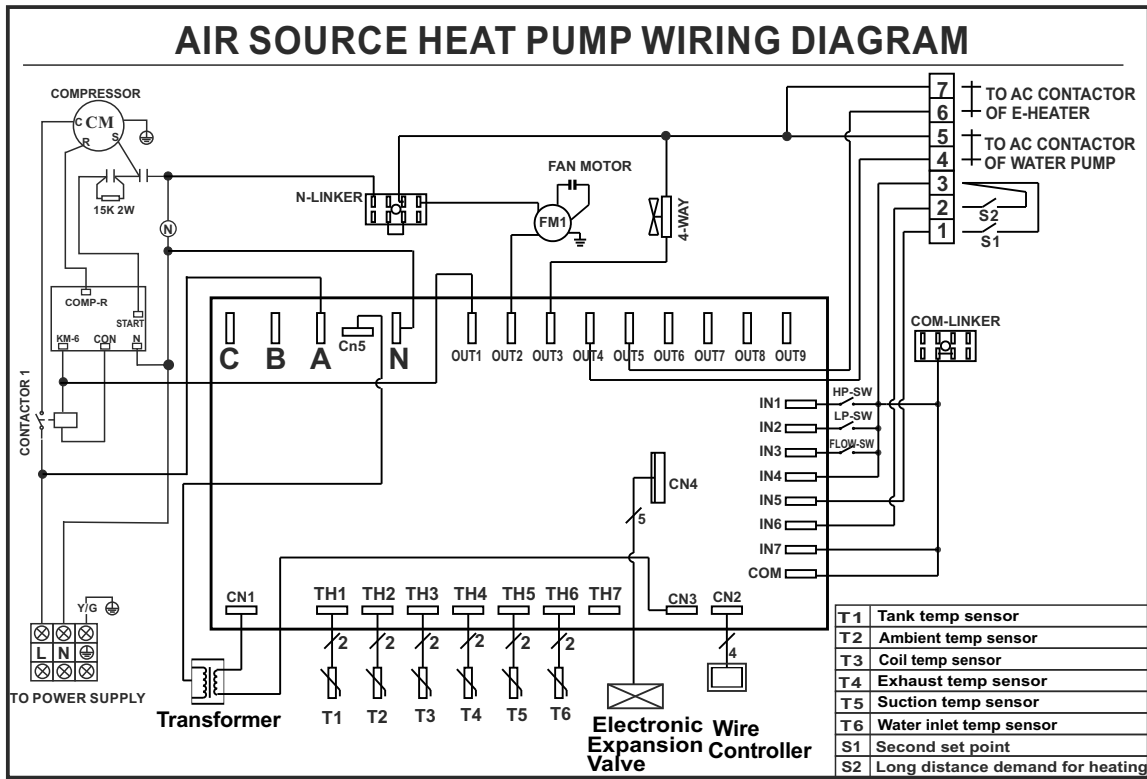 AIR SOURCE HEAT PUMP WIRING DIAGRAM
COMPRESSOR
C
CM
R
S
15K 2W
N
N-LINKER
FAN MOTOR
FM1
4-WAY
7
6
5
4
3
2
1
TO AC CONTACTOR
OF E-HEATER
TO AC CONTACTOR
OF WATER PUMP
S2
S1
COMP-R
START
KM-6
CON
N
CONTACTOR 1
C
B
A
Cn5
N
OUT1
OUT2
OUT3
OUT4
OUT5
OUT6
OUT7
OUT8
OUT9
COM-LINKER
IN1
HP-SW
IN2
LP-SW
IN3
FLOW-SW
IN4
IN5
IN6
IN7
COM
CN4
5
CN1
TH1
TH2
TH3
TH4
TH5
TH6
TH7
CN3
CN2
2
2
2
2
2
2
4
Y/G
L
N
TO POWER SUPPLY
Transformer
T1
T2
T3
T4
T5
T6
Electronic
Expansion
Valve
Wire
Controller
T1 Tank temp sensor
T2 Ambient temp sensor
T3 Coil temp sensor
T4 Exhaust temp sensor
T5 Suction temp sensor
T6 Water inlet temp sensor
S1 Second set point
S2 Long distance demand for heating